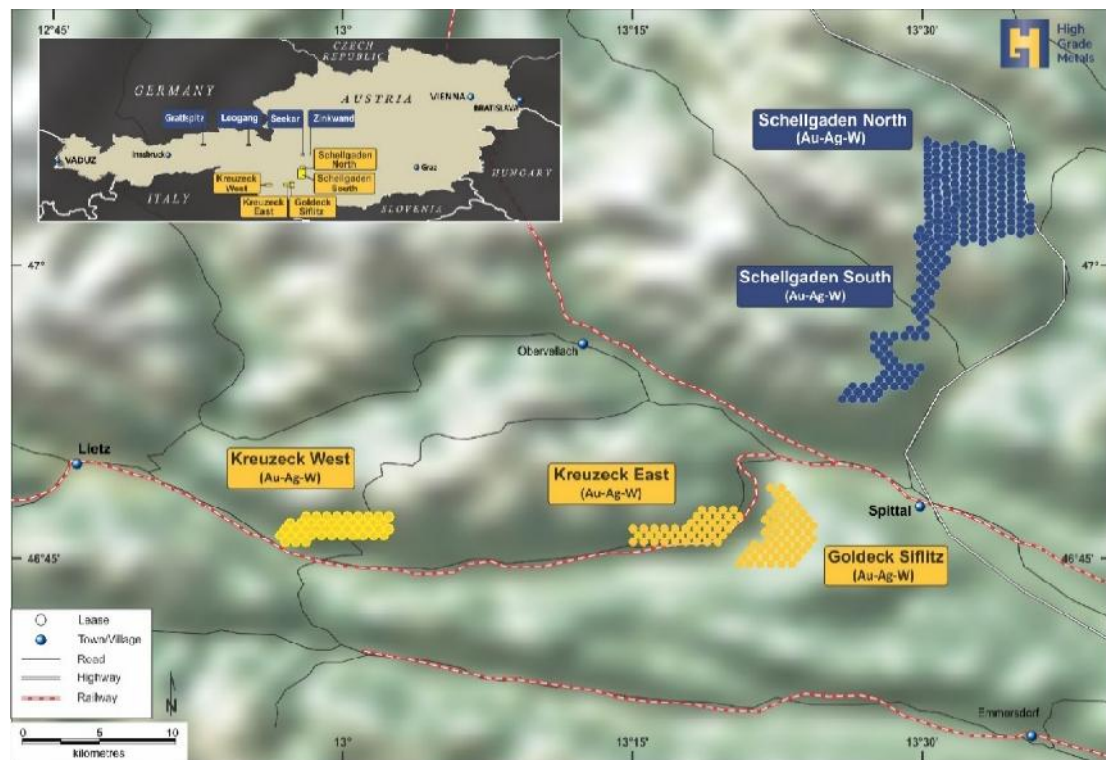 12°45'
13°
13°15'
13°30'
High
Grade
Metals
CZECH
REPUBLIC
GERMANY
AUSTRIA
VIENNA
BRATISLAVA
Gratlspitz
Leogang
Seekar
Zinkwand
VADUZ
Innsbruck
Schellgaden
North
Graz
Kreuzeck
West
Schellgaden
South
HUNGARY
ITALY
Kreuzeck
East
Goldeck
Siflitz
SLOVENIA
Schellgaden North
(Au-Ag-W)
47°
47°
Schellgaden South
(Au-Ag-W)
Obervellach
Lietz
Kreuzeck West
(Au-Ag-W)
Kreuzeck East
(Au-Ag-W)
Spittal
46°45'
46°45'
Goldeck Siflitz
(Au-Ag-W)
Lease
Town/Village
Road
Highway
Railway
N
0 5 10
kilometres
Emmersdorf
13°
13°15'
13°30'